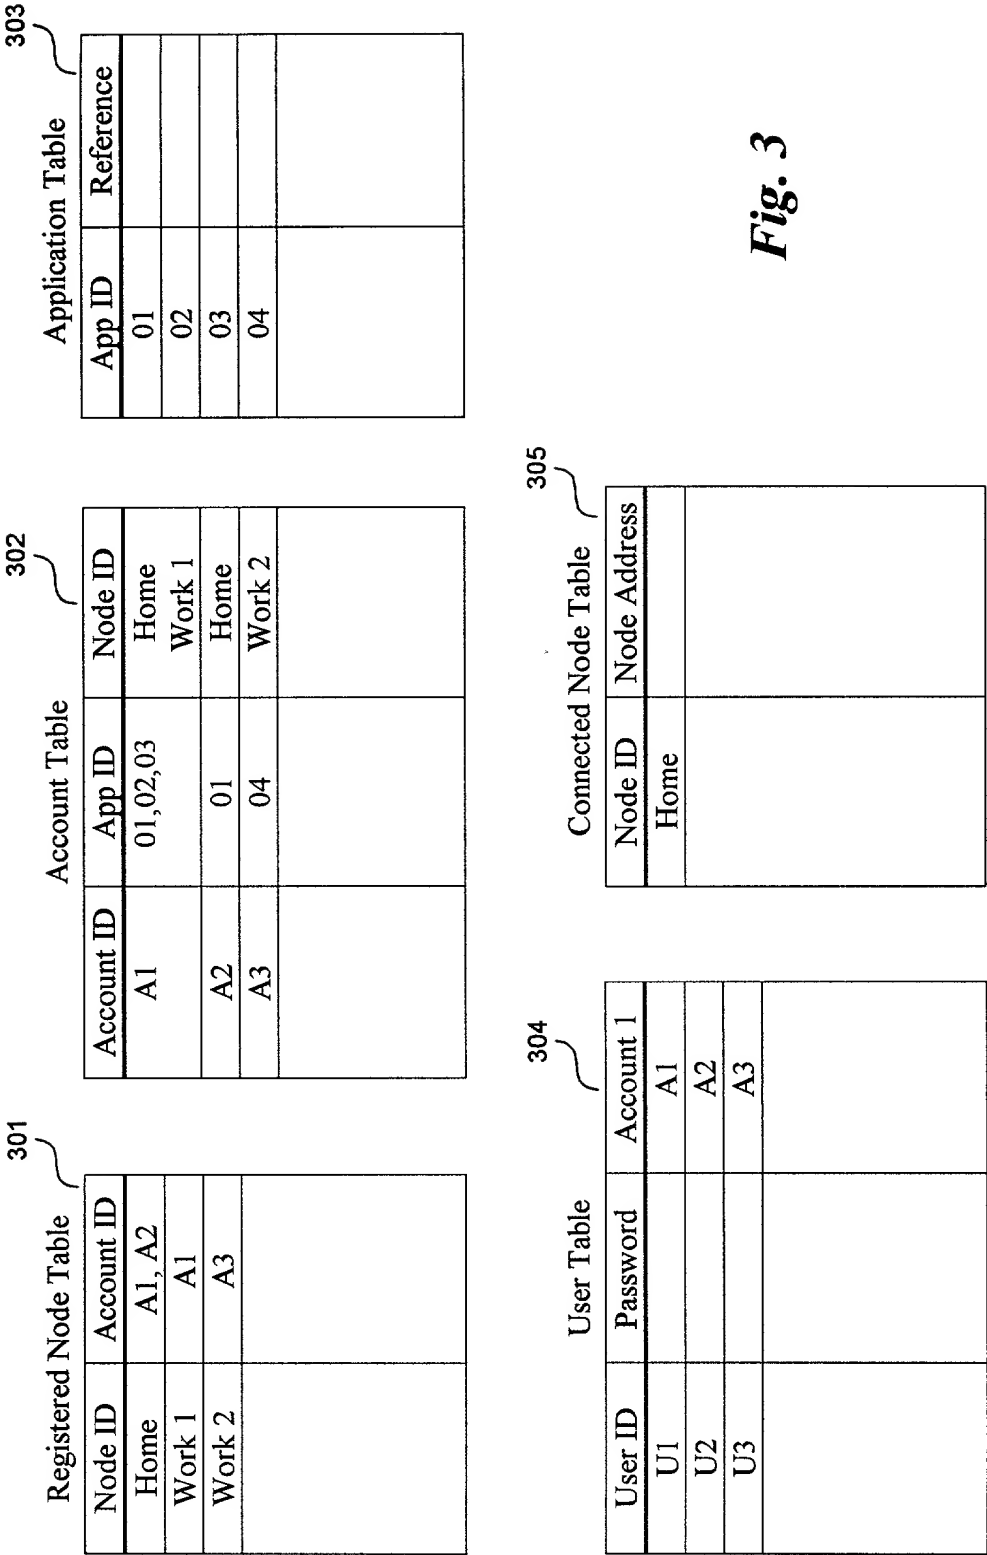 301
Registered Node Table
Node ID Account ID
Home A1, A2
Work 1 A1
Work 2 A3
302
Account Table
Account ID App ID Node ID
A1 01,02,03 Home
Work 1
A2 01 Home
A3 04 Work 2
303
Application Table
App ID Reference
01
02
03
04
304
User Table
User ID Password Account 1
U1 A1
U2 A2
U3 A3
305
Connected Node Table
Node ID Node Address
Home
Fig. 3